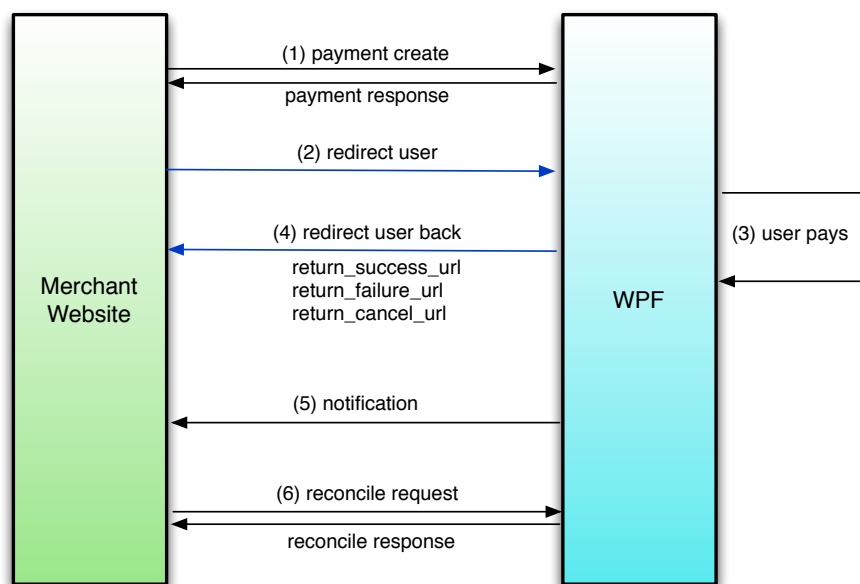 (1) payment create
payment response
(2) redirect user
(3) user pays
(4) redirect user back
return_success_url
return_failure_url
return_cancel_url
Merchant
Website
WPF
(5) notification
(6) reconcile request
reconcile response